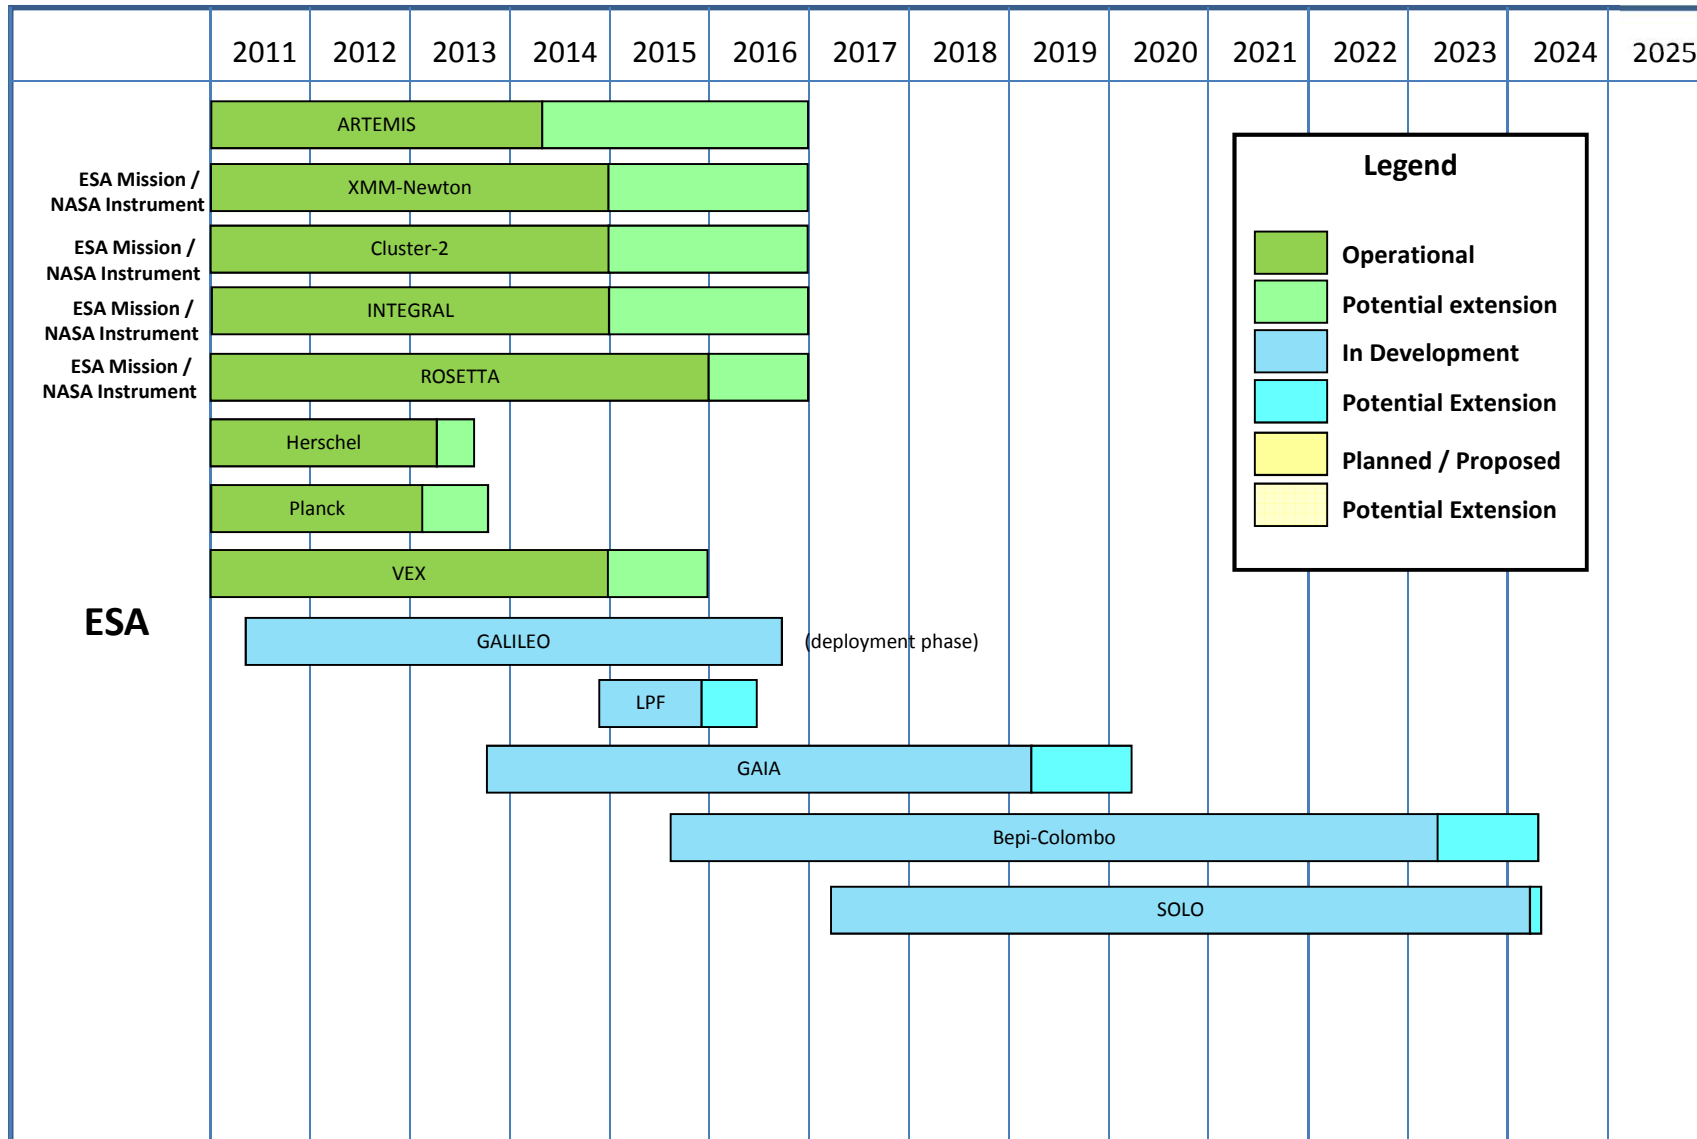 2011 2012 2013 2014 2015 2016 2017 2018 2019 2020 2021 2022 2023 2024 2025
ARTEMIS
ESA Mission /
NASA Instrument
XMM-Newton
ESA Mission /
NASA Instrument
Cluster-2
ESA Mission /
NASA Instrument
INTEGRAL
ESA Mission /
NASA Instrument
ROSETTA
Herschel
Planck
VEX
ESA
GALILEO
(deployment phase)
LPF
GAIA
Bepi-Colombo
SOLO
Legend
Operational
Potential extension
In Development
Potential Extension
Planned / Proposed
Potential Extension